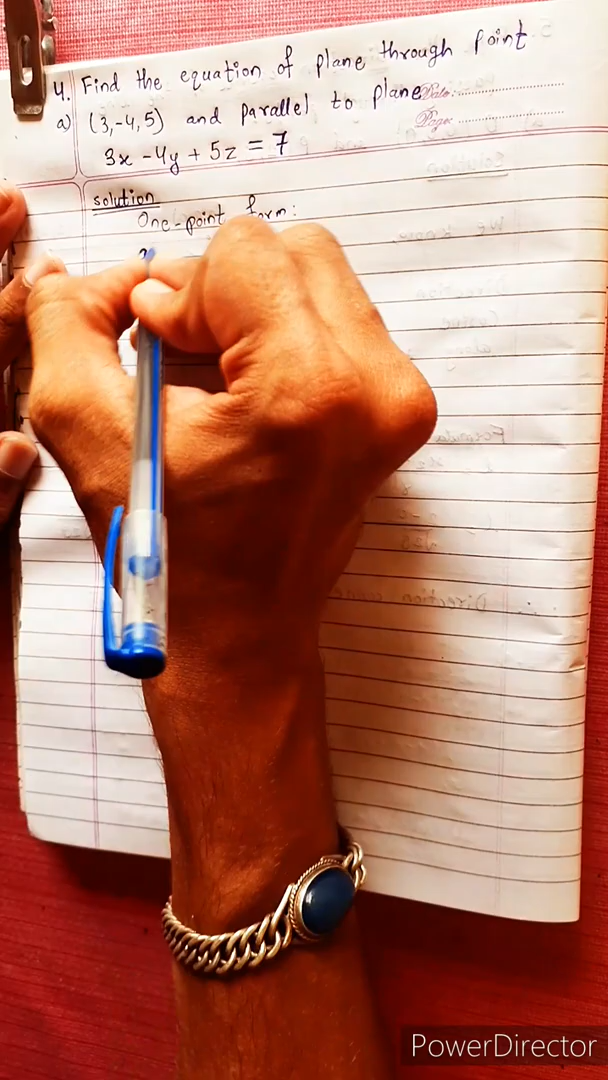 4. Find the equation of plane through point
a) (3,-4,5) and parallel to plane
Date:
Page:
3x - 4y + 5z = 7
solution
One-point form:
PowerDirector